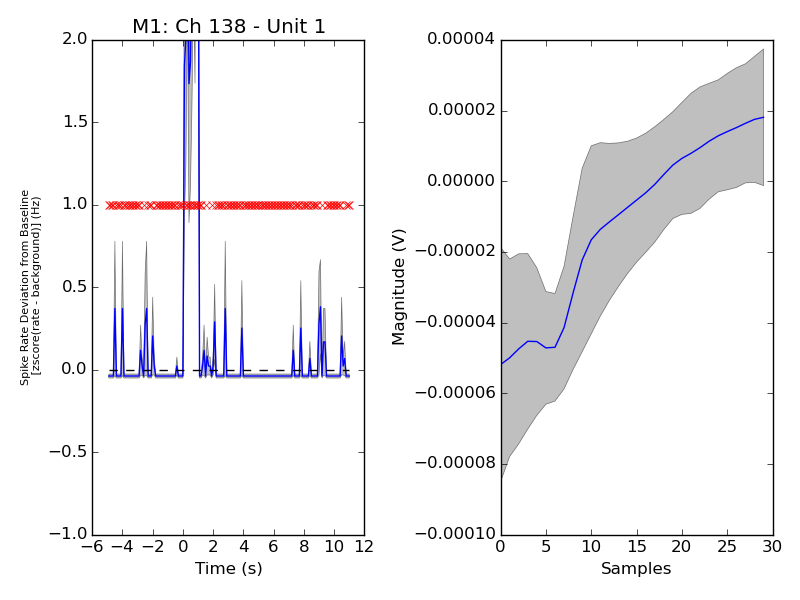 M1: Ch 138 - Unit 1
2.0
1.5
1.0
0.5
0.0
−0.5
−1.0
−6 −4 −2 0 2 4 6 8 10 12
Time (s)
Spike Rate Deviation from Baseline
[zscore(rate - background)] (Hz)
0.00004
0.00002
0.00000
−0.00002
−0.00004
−0.00006
−0.00008
−0.00010
0 5 10 15 20 25 30
Samples
Magnitude (V)